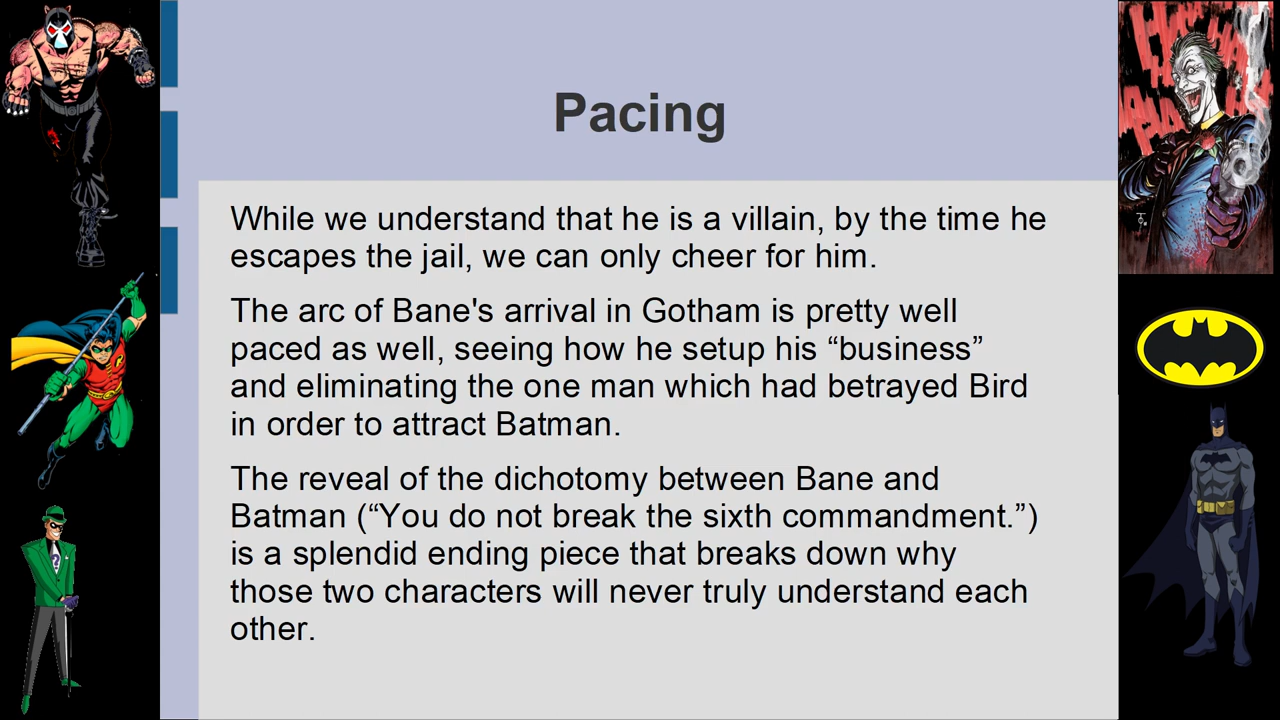 Pacing
While we understand that he is a villain, by the time he
escapes the jail, we can only cheer for him.
The arc of Bane's arrival in Gotham is pretty well
paced as well, seeing how he setup his “business”
and eliminating the one man which had betrayed Bird
in order to attract Batman.
The reveal of the dichotomy between Bane and
Batman (“You do not break the sixth commandment.”)
is a splendid ending piece that breaks down why
those two characters will never truly understand each
other.